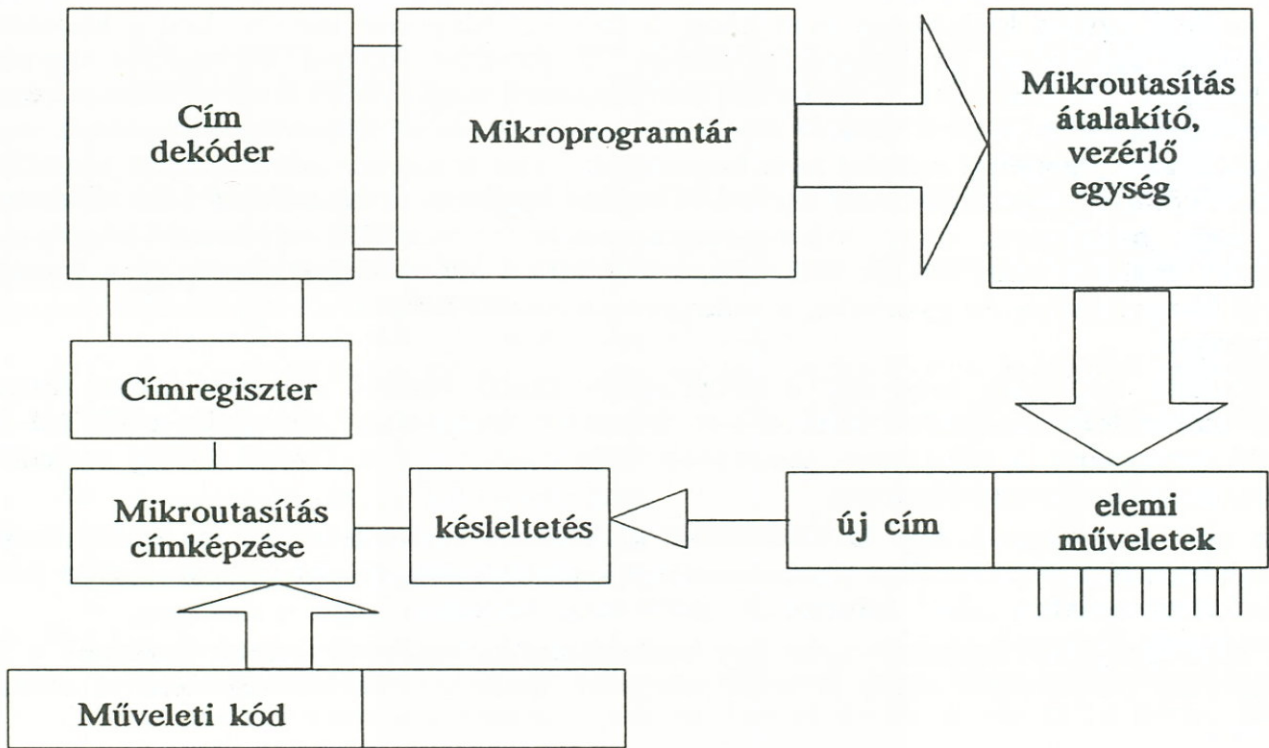 Cím
dekóder
Mikroprogramtár
Mikroutasítás
átalakító,
vezérlő
egység
Címregiszter
Mikroutasítás
címképzése
késleltetés
új cím
elemi
műveletek
Műveleti kód